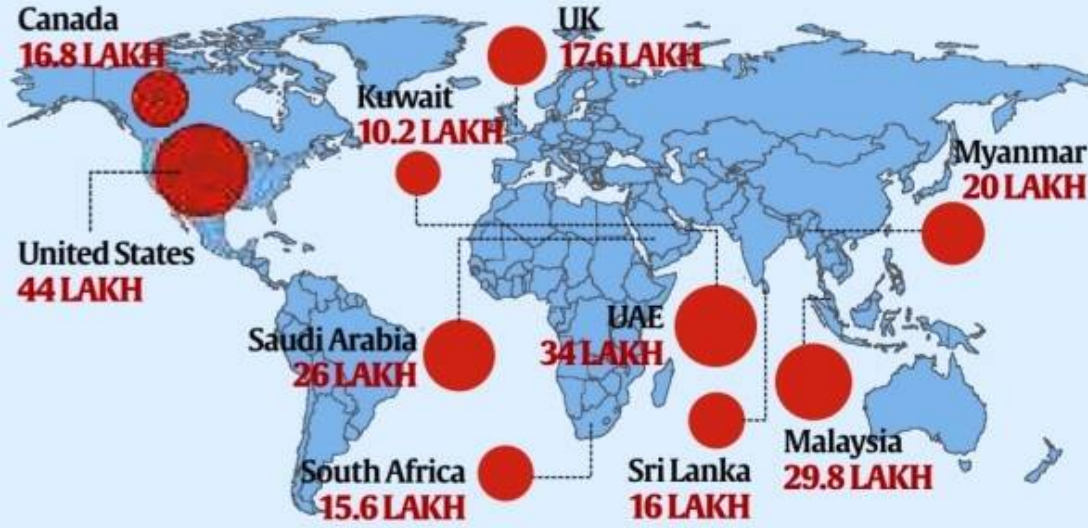 Canada
16.8 LAKH
UK
17.6 LAKH
Kuwait
10.2 LAKH
Myanmar
20 LAKH
United States
44 LAKH
Saudi Arabia
26 LAKH
UAE
34 LAKH
South Africa
15.6 LAKH
Sri Lanka
16 LAKH
Malaysia
29.8 LAKH